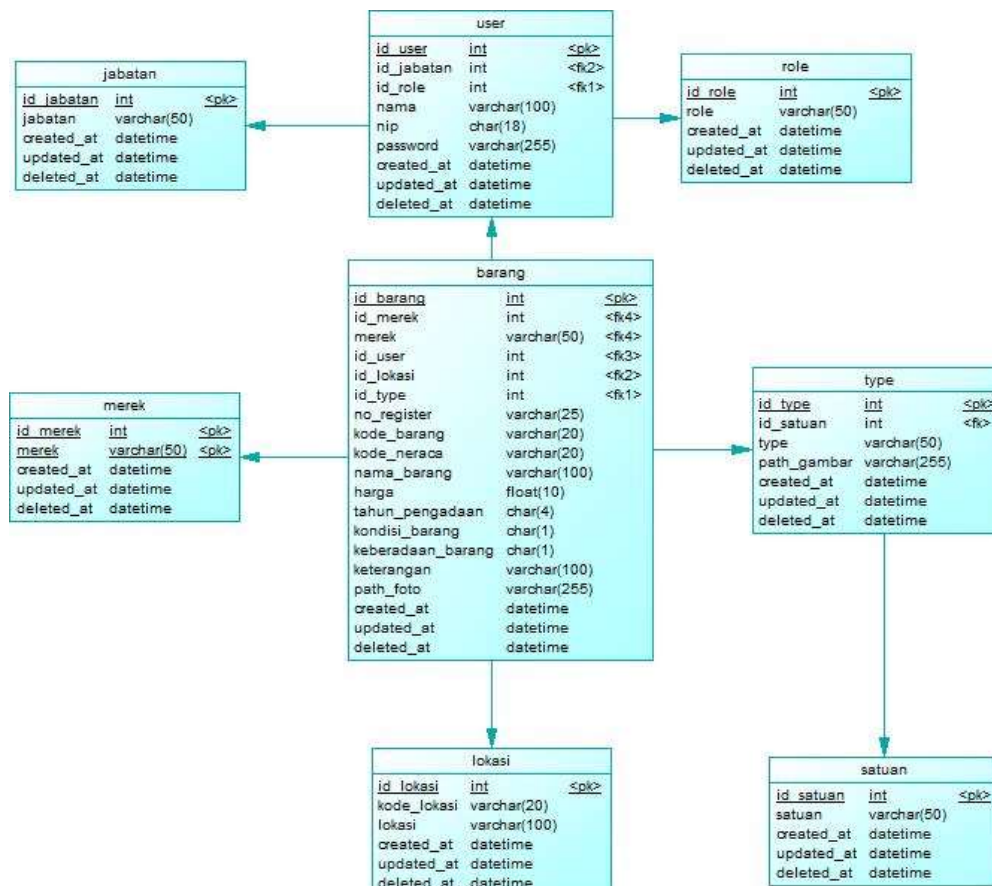 user
id_user int <pk>
id_jabatan int <fk2>
id_role int <fk1>
nama varchar(100)
nip char(18)
password varchar(255)
created_at datetime
updated_at datetime
deleted_at datetime
jabatan
id_jabatan int <pk>
jabatan varchar(50)
created_at datetime
updated_at datetime
deleted_at datetime
role
id_role int <pk>
role varchar(50)
created_at datetime
updated_at datetime
deleted_at datetime
barang
id_barang int <pk>
id_merek int <fk4>
merek varchar(50) <fk4>
id_user int <fk3>
id_lokasi int <fk2>
id_type int <fk1>
no_register varchar(25)
kode_barang varchar(20)
kode_neraca varchar(20)
nama_barang varchar(100)
harga float(10)
tahun_pengadaan char(4)
kondisi_barang char(1)
keberadaan_barang char(1)
keterangan varchar(100)
path_foto varchar(255)
created_at datetime
updated_at datetime
deleted_at datetime
merek
id_merek int <pk>
merek varchar(50) <pk>
created_at datetime
updated_at datetime
deleted_at datetime
type
id_type int <pk>
id_satuan int <fk>
type varchar(50)
path_gambar varchar(255)
created_at datetime
updated_at datetime
deleted_at datetime
lokasi
id_lokasi int <pk>
kode_lokasi varchar(20)
lokasi varchar(100)
created_at datetime
updated_at datetime
deleted_at datetime
satuan
id_satuan int <pk>
satuan varchar(50)
created_at datetime
updated_at datetime
deleted_at datetime